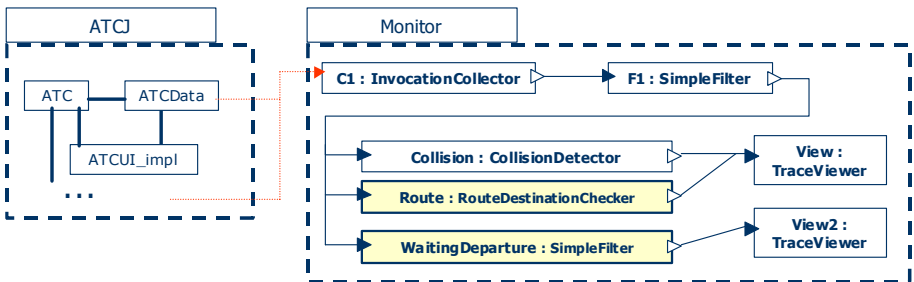 ATCJ
Monitor
ATC
ATCData
ATCUI_impl
...
C1 : InvocationCollector
F1 : SimpleFilter
Collision : CollisionDetector
Route : RouteDestinationChecker
WaitingDeparture : SimpleFilter
View :
TraceViewer
View2 :
TraceViewer